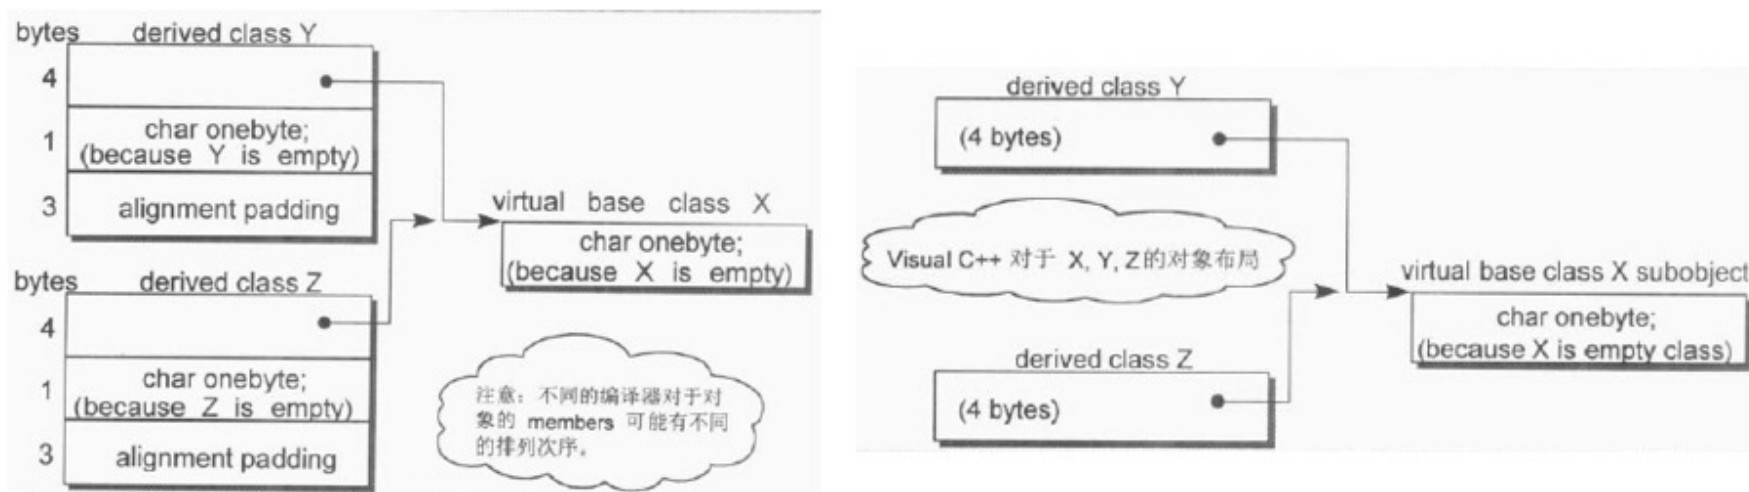 bytes derived class Y
4
1 char onebyte;
(because Y is empty)
3 alignment padding
bytes derived class Z
4
1 char onebyte;
(because Z is empty)
3 alignment padding
virtual base class X
char onebyte;
(because X is empty)
注意：不同的编译器对于对
象的 members 可能有不同
的排列次序。
derived class Y
(4 bytes)
Visual C++ 对于 X, Y, Z的对象布局
derived class Z
(4 bytes)
virtual base class X subobject
char onebyte;
(because X is empty class)